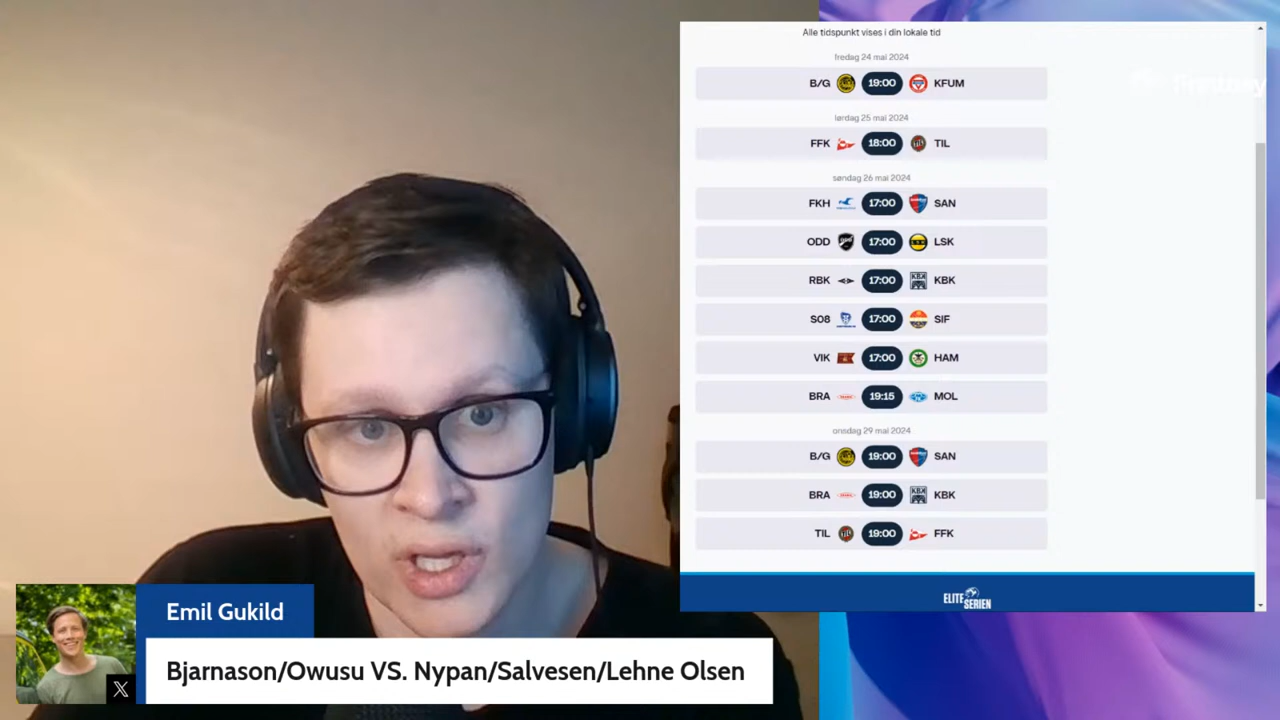 Alle tidspunkt vises i din lokale tid
fredag 24 mai 2024
B/G 19:00 KFUM
lørdag 25 mai 2024
FFK 18:00 TIL
søndag 26 mai 2024
FKH 17:00 SAN
ODD 17:00 LSK
RBK 17:00 KBK
S08 17:00 SIF
VIK 17:00 HAM
BRA 19:15 MOL
onsdag 29 mai 2024
B/G 19:00 SAN
BRA 19:00 KBK
TIL 19:00 FFK
ELITE
SERIEN
Emil Gukild
Bjarnason/Owusu VS. Nypan/Salvesen/Lehne Olsen